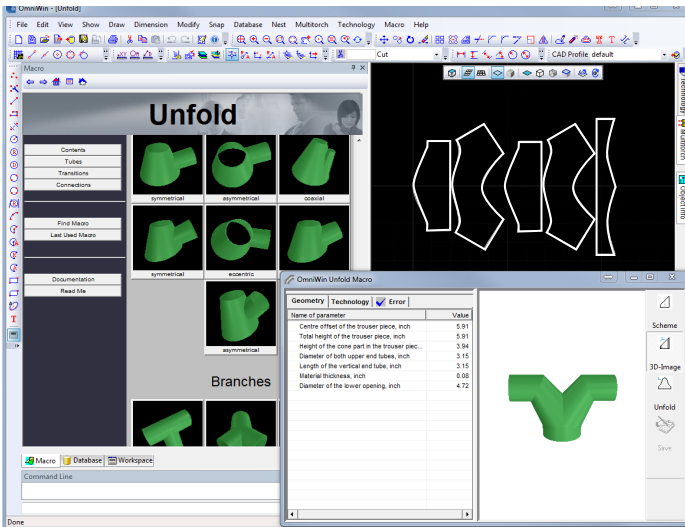 OmniWin - [Unfold]
File Edit View Show Draw Dimension Modify Snap Database Nest Multitorch Technology Macro Help
Cut
CAD Profile default
Macro
Unfold
Contents
Tubes
Transitions
Connections
Find Macro
Last Used Macro
Documentation
Read Me
symmetrical asymmetrical coaxial
symmetrical eccentric asymmetrical
asymmetrical
Branches
Technology
Multitorch
Object Info
OmniWin Unfold Macro
Geometry Technology Error
Name of parameter Value
Centre offset of the trouser piece, inch 5.91
Total height of the trouser piece, inch 5.91
Height of the cone part in the trouser piec... 3.94
Diameter of both upper end tubes, inch 3.15
Length of the vertical end tube, inch 3.15
Material thickness, inch 0.08
Diameter of the lower opening, inch 4.72
Scheme
3D-Image
Unfold
Save
Macro Database Workspace
Command Line
Done